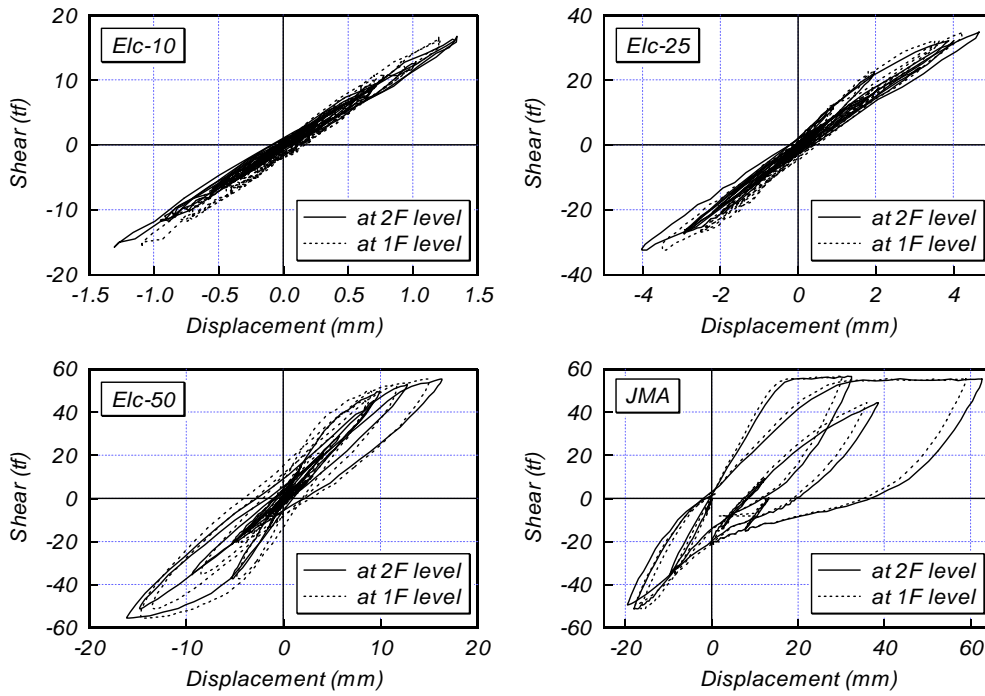 Elc-10
Shear (tf)
20
10
0
-10
-20
at 2F level
at 1F level
-1.5 -1.0 -0.5 0.0 0.5 1.0 1.5
Displacement (mm)
Elc-25
Shear (tf)
40
20
0
-20
-40
at 2F level
at 1F level
-4 -2 0 2 4
Displacement (mm)
Elc-50
Shear (tf)
60
40
20
0
-20
-40
-60
at 2F level
at 1F level
-20 -10 0 10 20
Displacement (mm)
JMA
Shear (tf)
60
40
20
0
-20
-40
-60
at 2F level
at 1F level
-20 0 20 40 60
Displacement (mm)